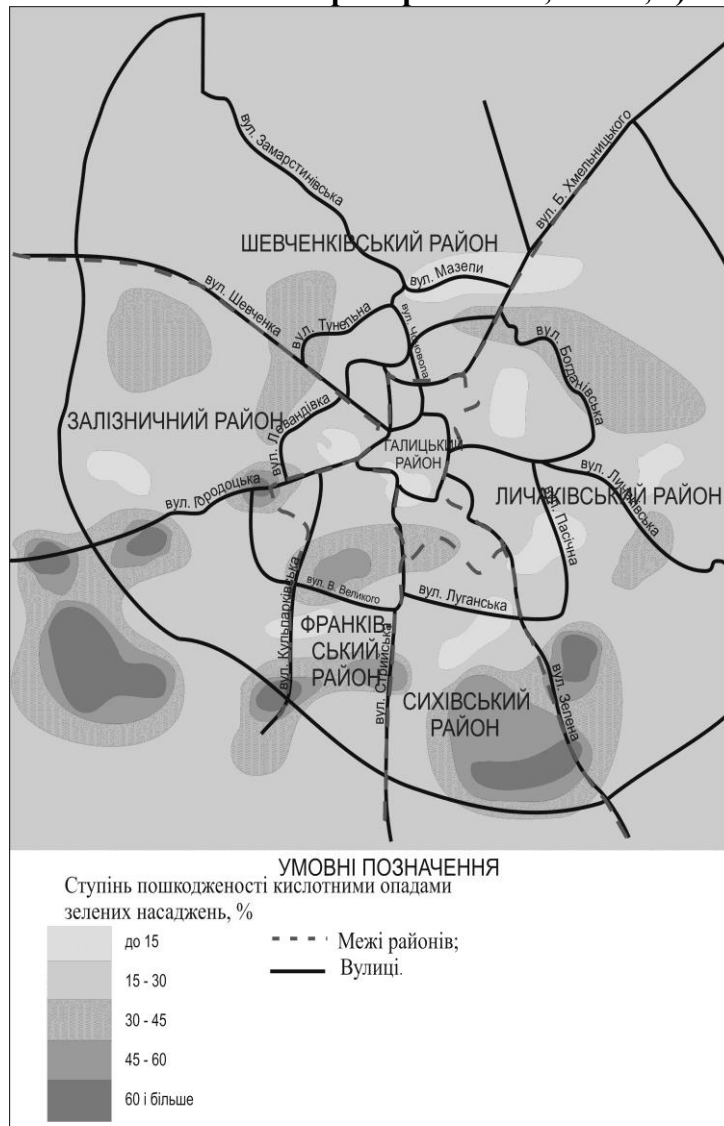 вул. Замарстинівська
вул. Б. Хмельницького
ШЕВЧЕНКІВСЬКИЙ РАЙОН
вул. Мазепи
вул. Шевченка
вул. Тунельна
вул. Чорновола
вул. Богданівська
ЗАЛІЗНИЧНИЙ РАЙОН
вул. Левандівка
ГАЛИЦЬКИЙ
РАЙОН
вул. Городоцька
ЛИЧАКІВСЬКИЙ РАЙОН
вул. Личаківська
вул. Пасічна
вул. В. Великого
вул. Луганська
вул. Кульпарківська
ФРАНКІВ-
СЬКИЙ
РАЙОН
вул. Стрийська
СИХІВСЬКИЙ
РАЙОН
вул. Зелена
УМОВНІ ПОЗНАЧЕННЯ
Ступінь пошкодженості кислотними опадами
зелених насаджень, %
до 15
15 - 30
30 - 45
45 - 60
60 і більше
Межі районів;
Вулиці.